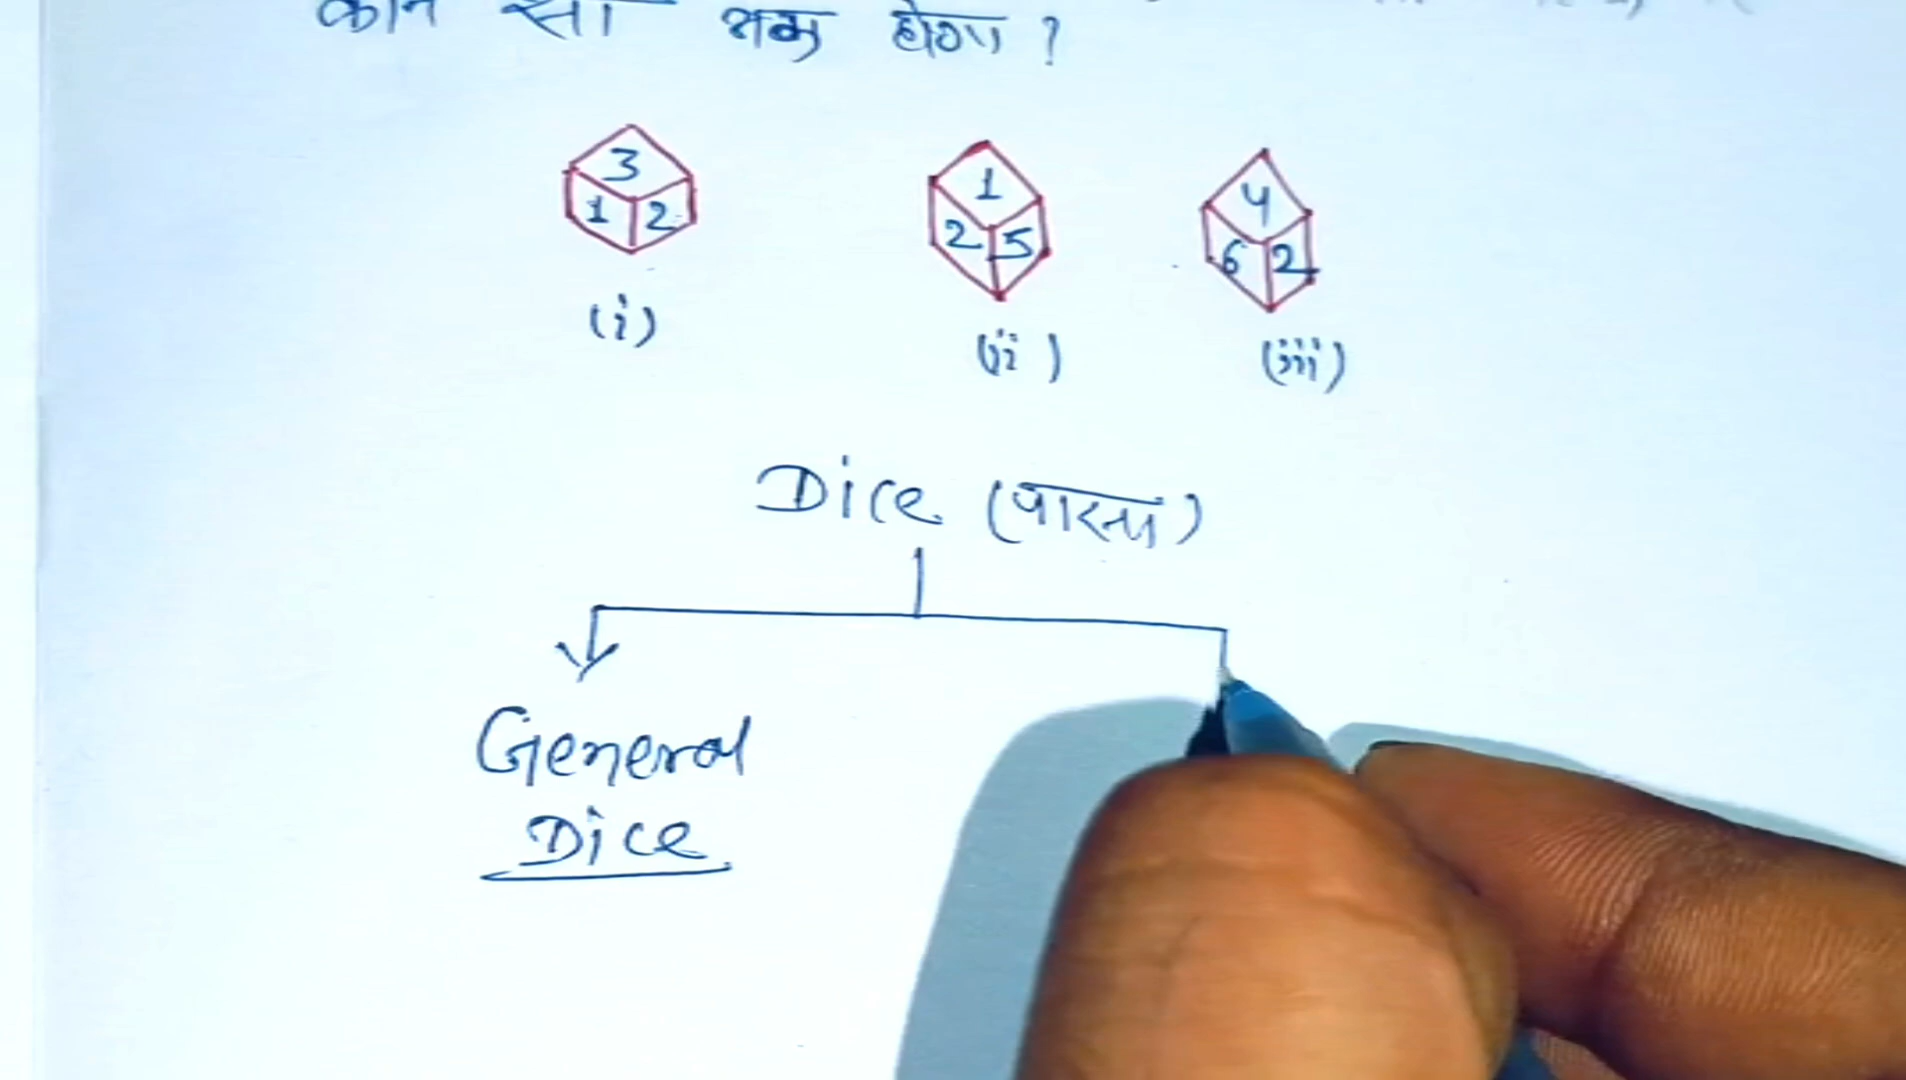 कौन सा अंक होगा ?
3
1 2
(i)
1
2 5
(ii)
4
6 2
(iii)
Dice (पासा)
General
Dice